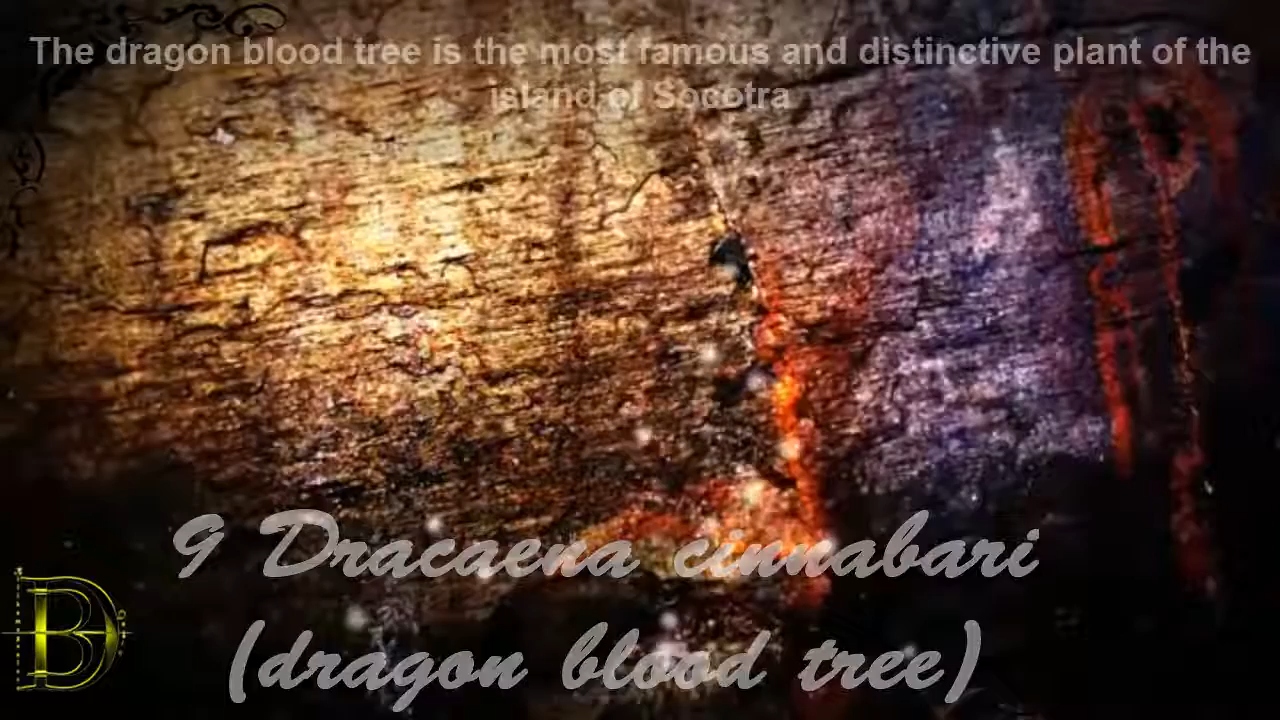 The dragon blood tree is the most famous and distinctive plant of the
island of Socotra
9 Dracaena cinnabari
(dragon blood tree)